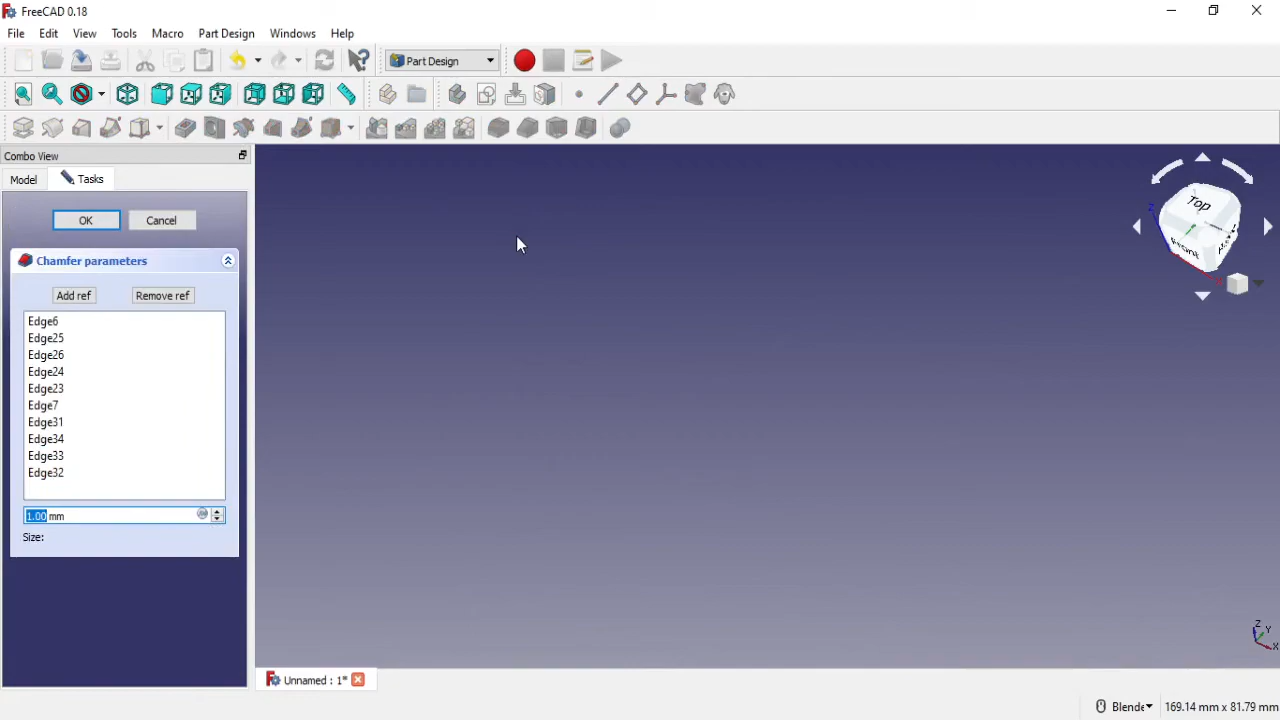 FreeCAD 0.18
File Edit View Tools Macro Part Design Windows Help
Part Design
Combo View
Model Tasks
OK Cancel
Chamfer parameters
Add ref Remove ref
Edge6
Edge25
Edge26
Edge24
Edge23
Edge7
Edge31
Edge34
Edge33
Edge32
1.00 mm
Size:
Top
Front
Z
X
Z
Y
X
Unnamed : 1*
Blende 169.14 mm x 81.79 mm